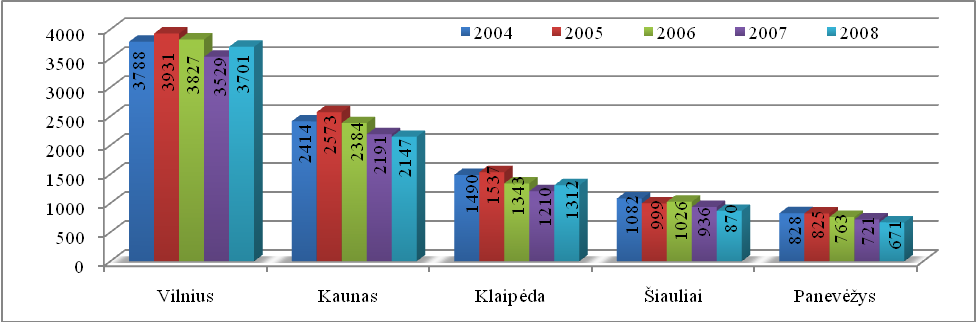 2004 2005 2006 2007 2008
4000
3500
3000
2500
2000
1500
1000
500
0
3788 3931 3827 3529 3701
2414 2573 2384 2191 2147
1490 1537 1343 1210 1312
1082 999 1026 936 870
828 825 763 721 671
Vilnius Kaunas Klaipėda Šiauliai Panevėžys